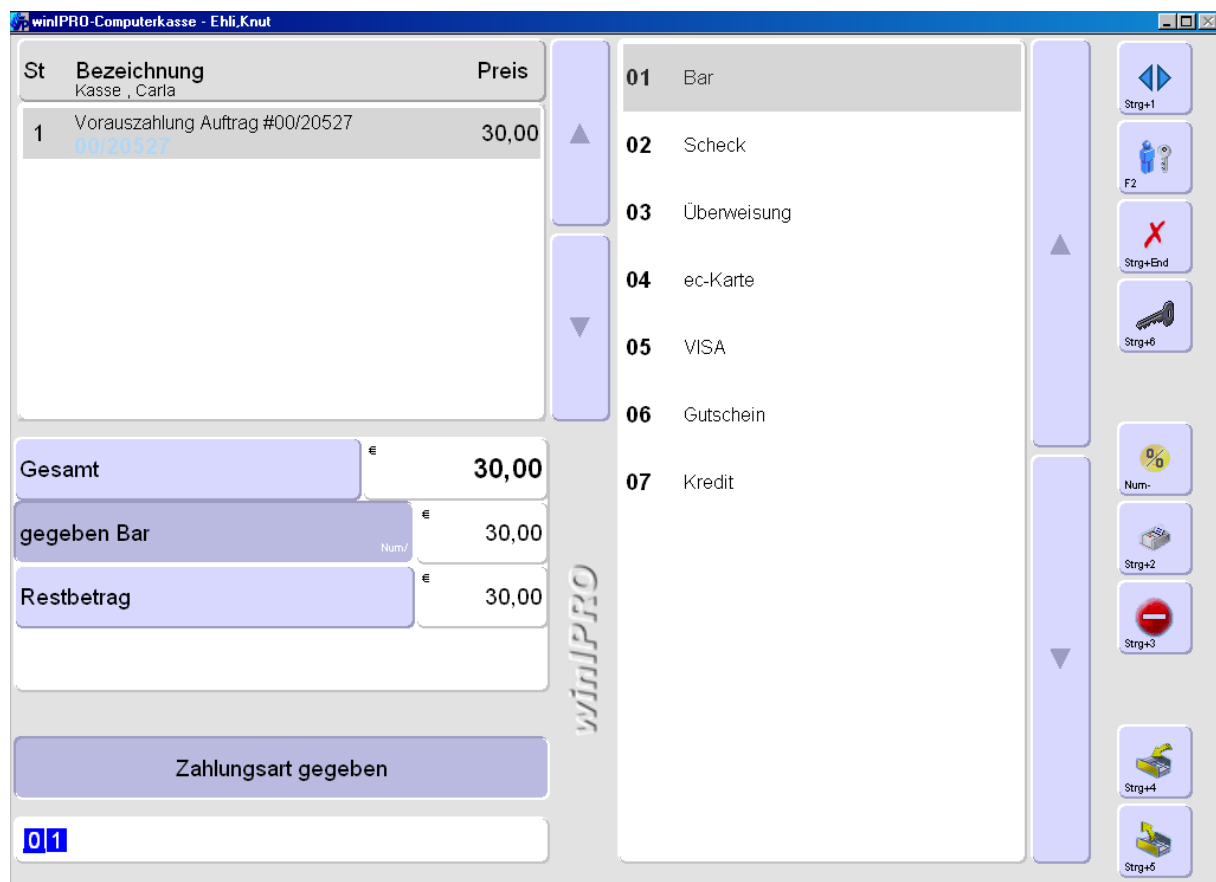 winIPRO-Computerkasse - Ehli,Knut
St Bezeichnung Preis
Kasse , Carla
1 Vorauszahlung Auftrag #00/20527 30,00
00/20527
Gesamt € 30,00
gegeben Bar Num/ € 30,00
Restbetrag € 30,00
Zahlungsart gegeben
01
winIPRO
01 Bar
02 Scheck
03 Überweisung
04 ec-Karte
05 VISA
06 Gutschein
07 Kredit
Strg+1
F2
Strg+End
Strg+6
%
Num-
Strg+2
Strg+3
Strg+4
Strg+5